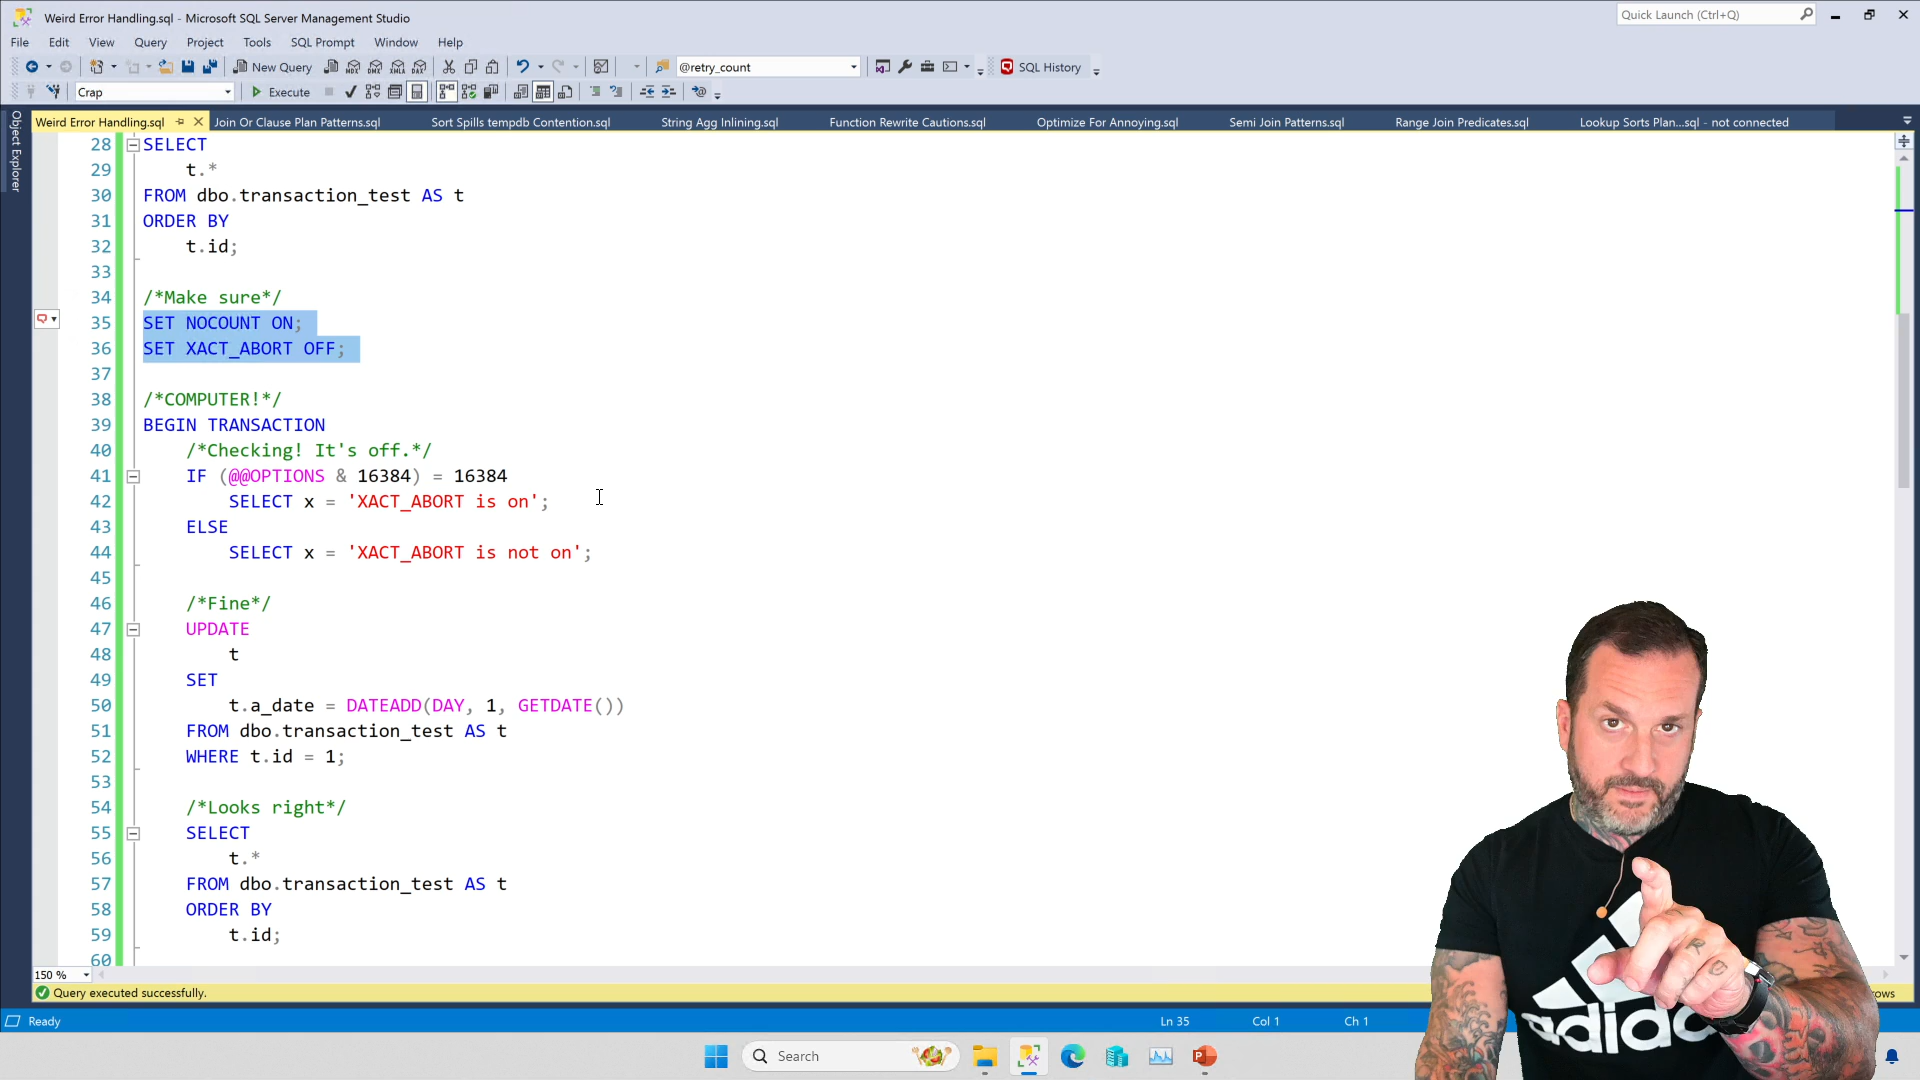 Weird Error Handling.sql - Microsoft SQL Server Management Studio
Quick Launch (Ctrl+Q)
File Edit View Query Project Tools SQL Prompt Window Help
New Query
MDX DMX XMLA DAX
@retry_count
SQL History
Crap
Execute
Object Explorer
Weird Error Handling.sql
Join Or Clause Plan Patterns.sql
Sort Spills tempdb Contention.sql
String Agg Inlining.sql
Function Rewrite Cautions.sql
Optimize For Annoying.sql
Semi Join Patterns.sql
Range Join Predicates.sql
Lookup Sorts Plan...sql - not connected
28 SELECT
29 t.*
30 FROM dbo.transaction_test AS t
31 ORDER BY
32 t.id;
33
34 /*Make sure*/
35 SET NOCOUNT ON;
36 SET XACT_ABORT OFF;
37
38 /*COMPUTER!*/
39 BEGIN TRANSACTION
40 /*Checking! It's off.*/
41 IF (@@OPTIONS & 16384) = 16384
42 SELECT x = 'XACT_ABORT is on';
43 ELSE
44 SELECT x = 'XACT_ABORT is not on';
45
46 /*Fine*/
47 UPDATE
48 t
49 SET
50 t.a_date = DATEADD(DAY, 1, GETDATE())
51 FROM dbo.transaction_test AS t
52 WHERE t.id = 1;
53
54 /*Looks right*/
55 SELECT
56 t.*
57 FROM dbo.transaction_test AS t
58 ORDER BY
59 t.id;
60
150 %
Query executed successfully.
rows
Ready
Ln 35
Col 1
Ch 1
Search
adidas